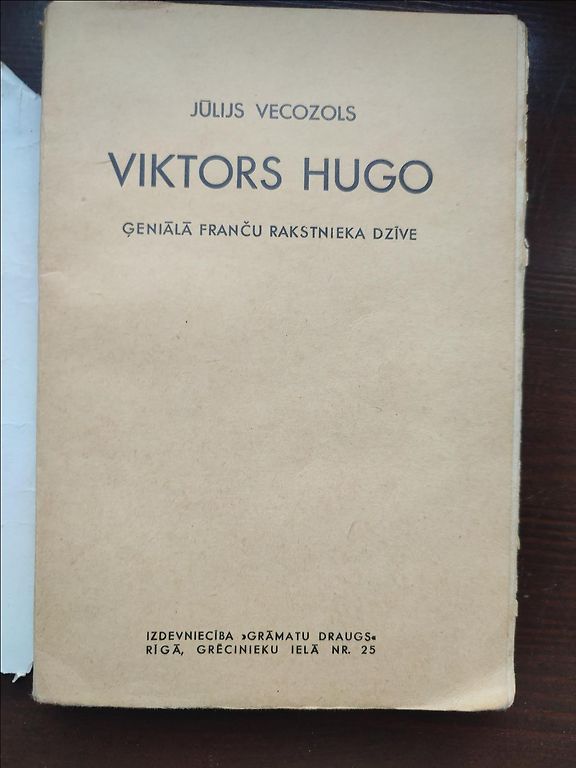 JŪLIJS VECOZOLS
VIKTORS HUGO
ĢENIĀLĀ FRANČU RAKSTNIEKA DZĪVE
IZDEVNIECĪBA »GRĀMATU DRAUGS«
RĪGĀ, GRĒCINIEKU IELĀ NR. 25